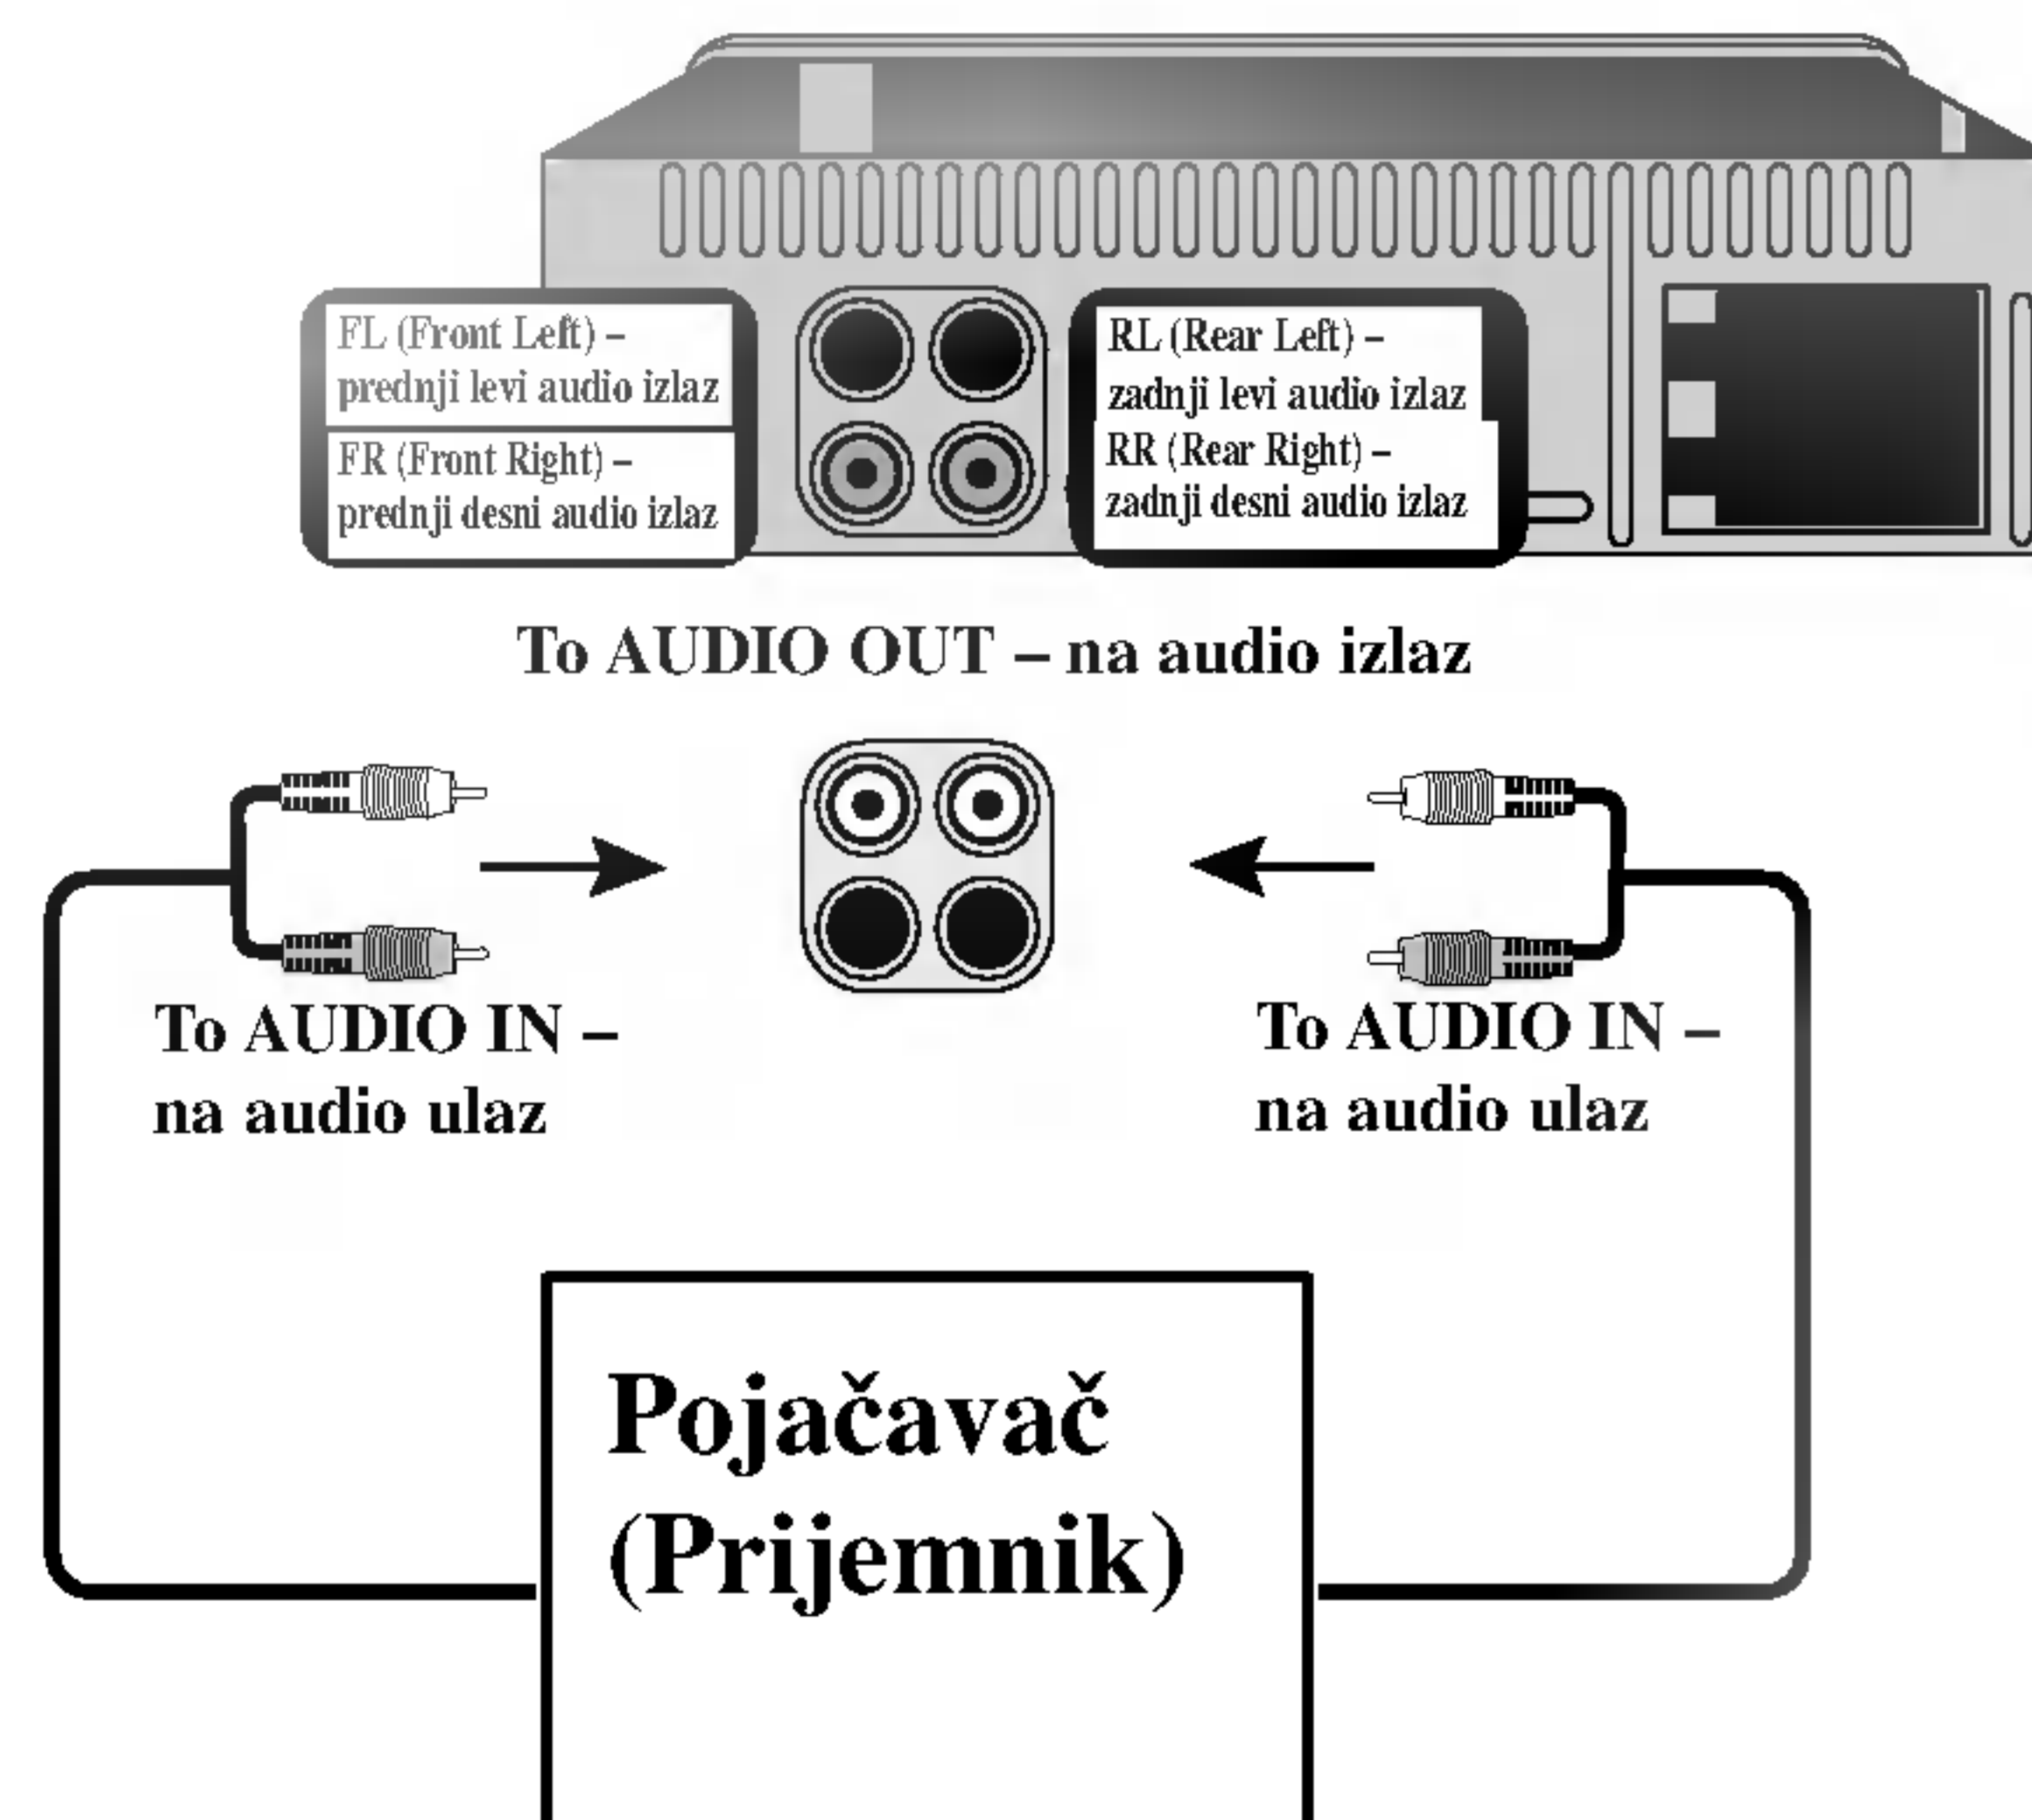 FL (Front Left) –
prednji levi audio izlaz
FR (Front Right) –
prednji desni audio izlaz
RL (Rear Left) –
zadnji levi audio izlaz
RR (Rear Right) –
zadnji desni audio izlaz
To AUDIO OUT – na audio izlaz
To AUDIO IN –
na audio ulaz
To AUDIO IN –
na audio ulaz
Pojačavač
(Prijemnik)